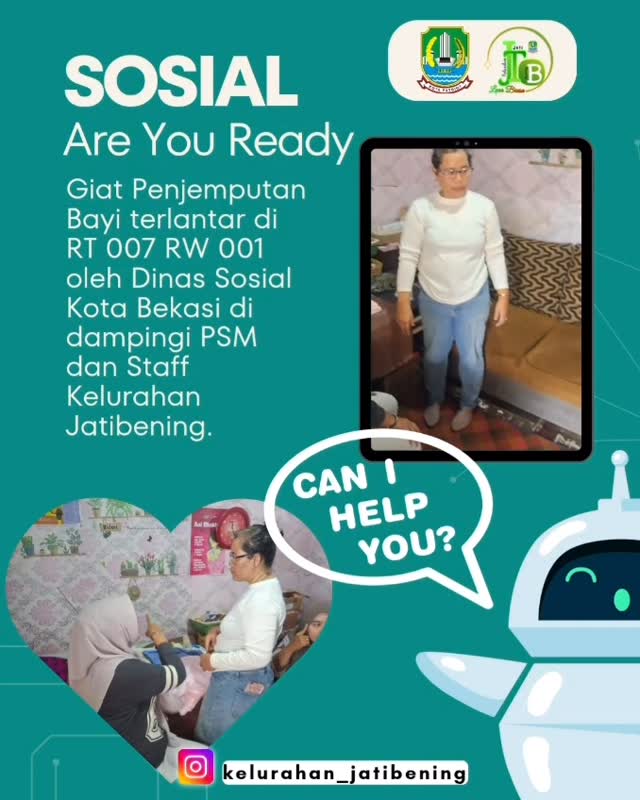 SOSIAL
Are You Ready
Giat Penjemputan
Bayi terlantar di
RT 007 RW 001
oleh Dinas Sosial
Kota Bekasi di
dampingi PSM
dan Staff
Kelurahan
Jatibening.
CAN I
HELP
YOU?
kelurahan_jatibening